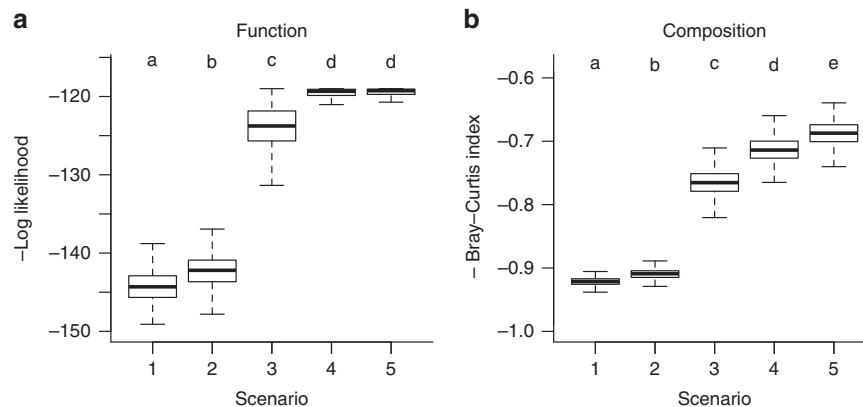 a
Function
a b c d d
−120
−130
−140
−150
−Log likelihood
1 2 3 4 5
Scenario
b
Composition
a b c d e
−0.6
−0.7
−0.8
−0.9
−1.0
− Bray–Curtis index
1 2 3 4 5
Scenario